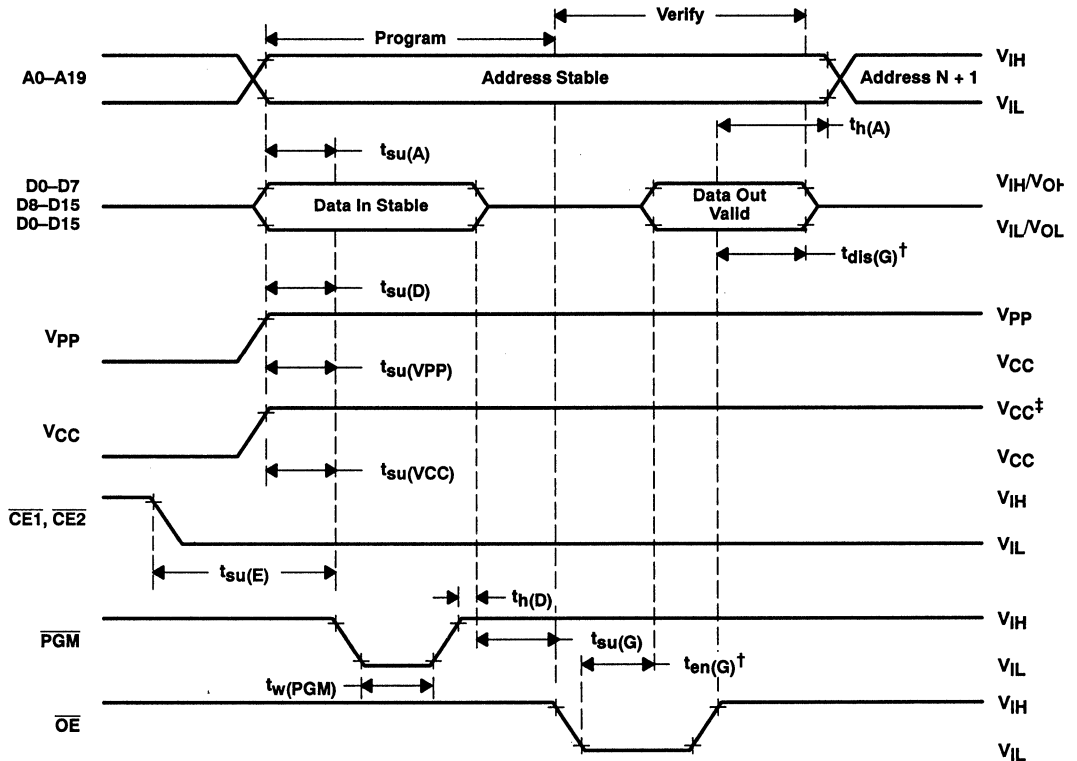 Verify
Program
A0–A19
Address Stable
Address N + 1
VIH
VIL
th(A)
tsu(A)
D0–D7
D8–D15
D0–D15
Data In Stable
Data Out
Valid
VIH/VOH
VIL/VOL
tdis(G)†
tsu(D)
VPP
VPP
VCC
tsu(VPP)
VCC
VCC‡
VCC
tsu(VCC)
CE1, CE2
VIH
VIL
tsu(E)
th(D)
PGM
VIH
VIL
tsu(G)
ten(G)†
tw(PGM)
OE
VIH
VIL